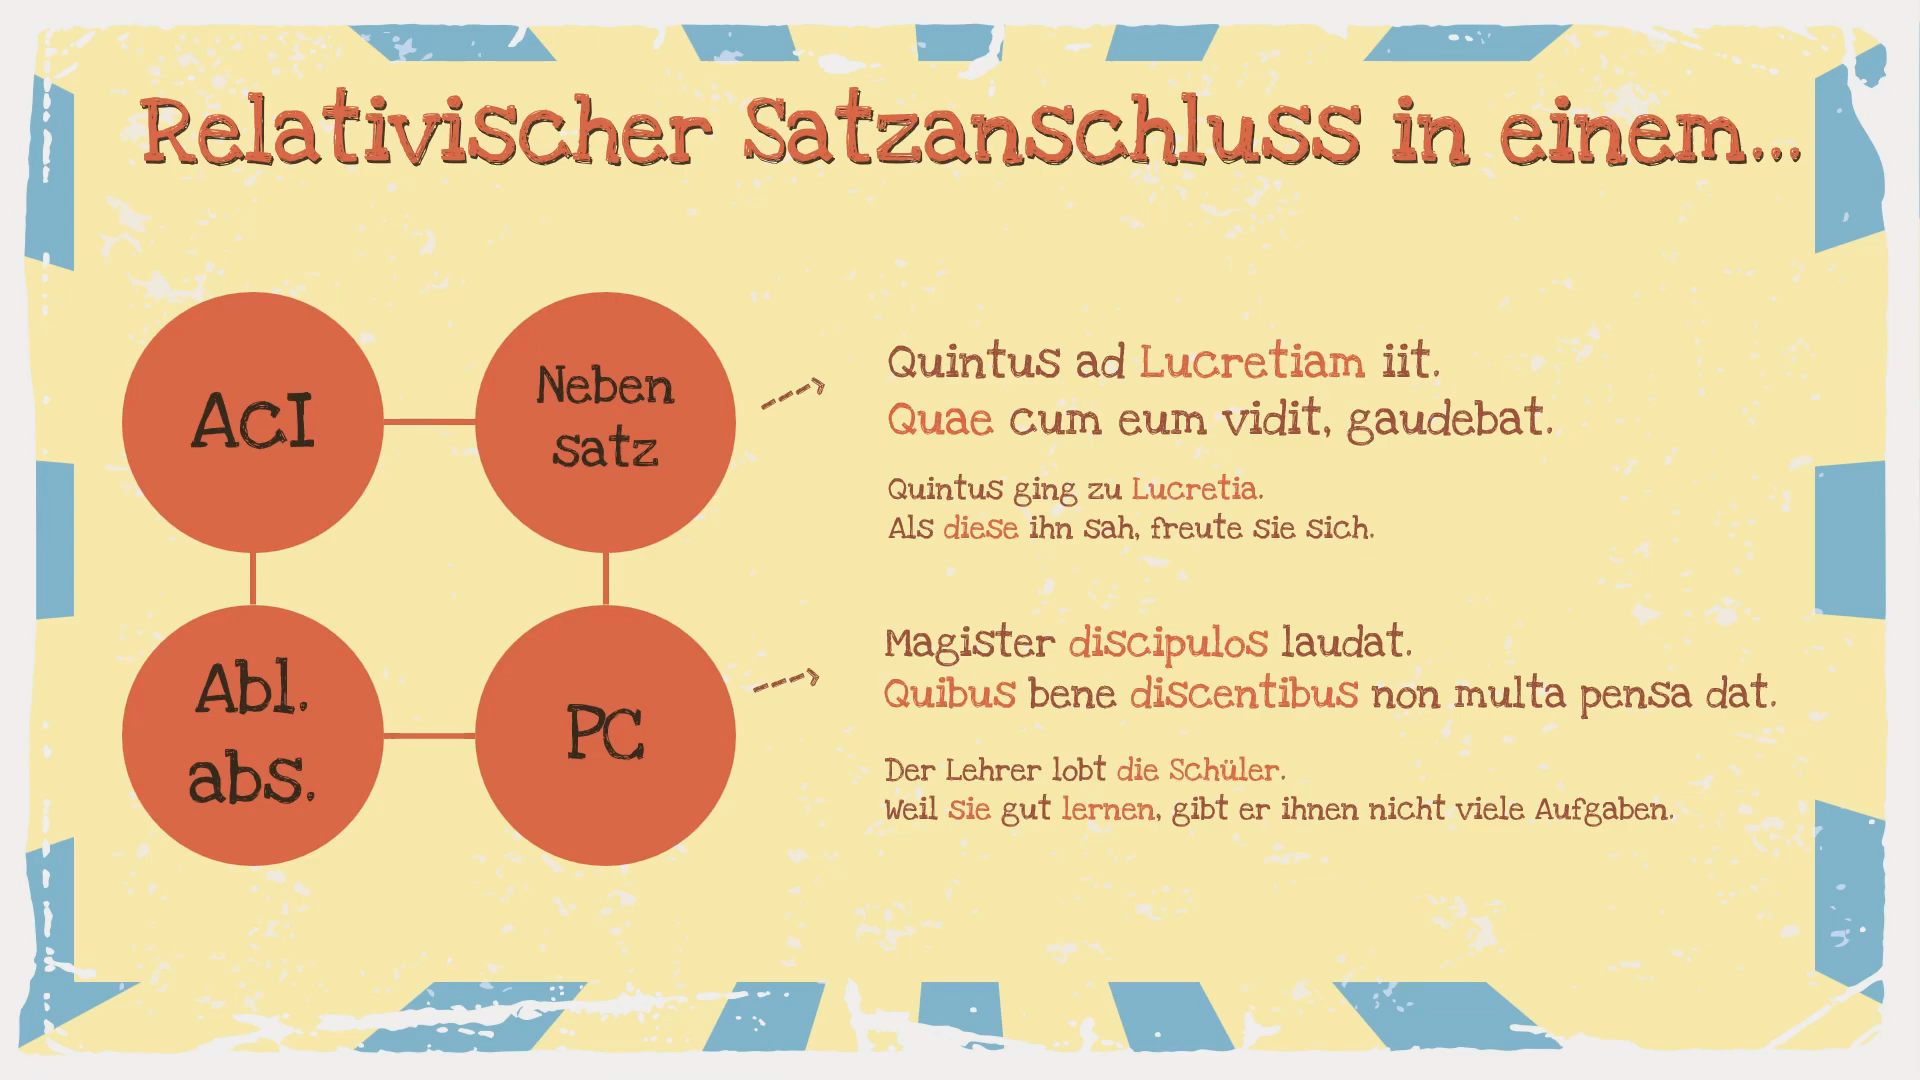 Relativischer Satzanschluss in einem...
AcI
Neben
satz
Quintus ad Lucretiam iit.
Quae cum eum vidit, gaudebat.
Quintus ging zu Lucretia.
Als diese ihn sah, freute sie sich.
Abl.
abs.
PC
Magister discipulos laudat.
Quibus bene discentibus non multa pensa dat.
Der Lehrer lobt die Schüler.
Weil sie gut lernen, gibt er ihnen nicht viele Aufgaben.